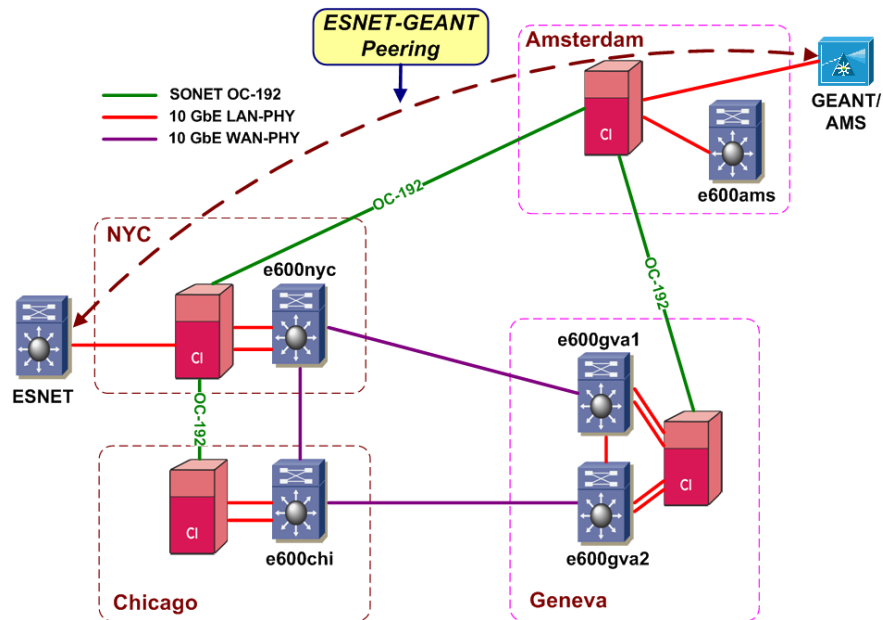 ESNET-GEANT
Peering
Amsterdam
SONET OC-192
10 GbE LAN-PHY
10 GbE WAN-PHY
GEANT/
AMS
CI
e600ams
OC-192
NYC
e600nyc
OC-192
CI
ESNET
e600gva1
OC-192
CI
e600chi
CI
e600gva2
Chicago
Geneva